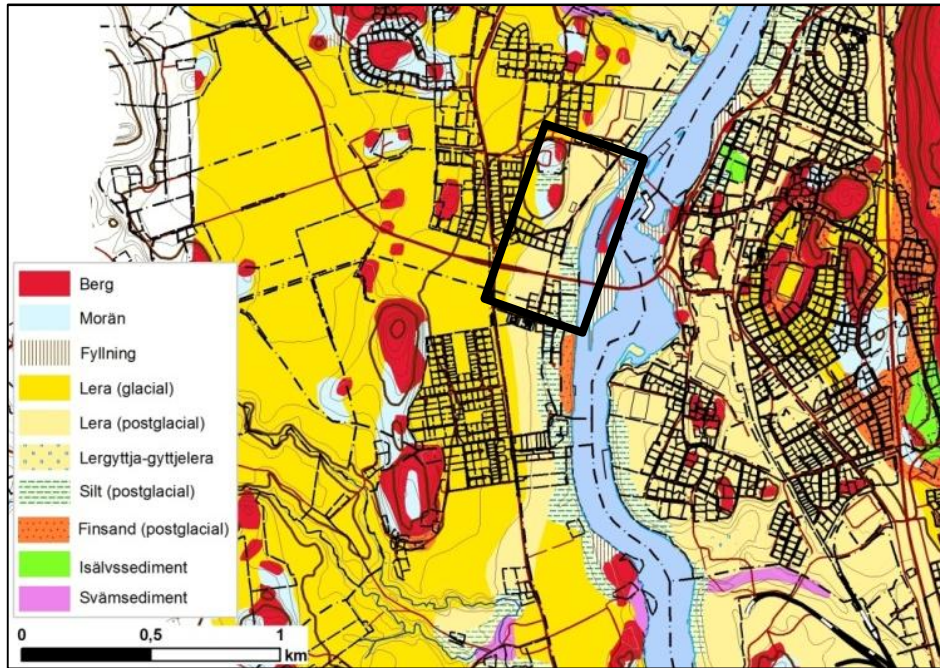 Berg
Morän
Fyllning
Lera (glacial)
Lera (postglacial)
Lergyttja-gyttjelera
Silt (postglacial)
Finsand (postglacial)
Isälvssediment
Svämsediment
0 0,5 1
km